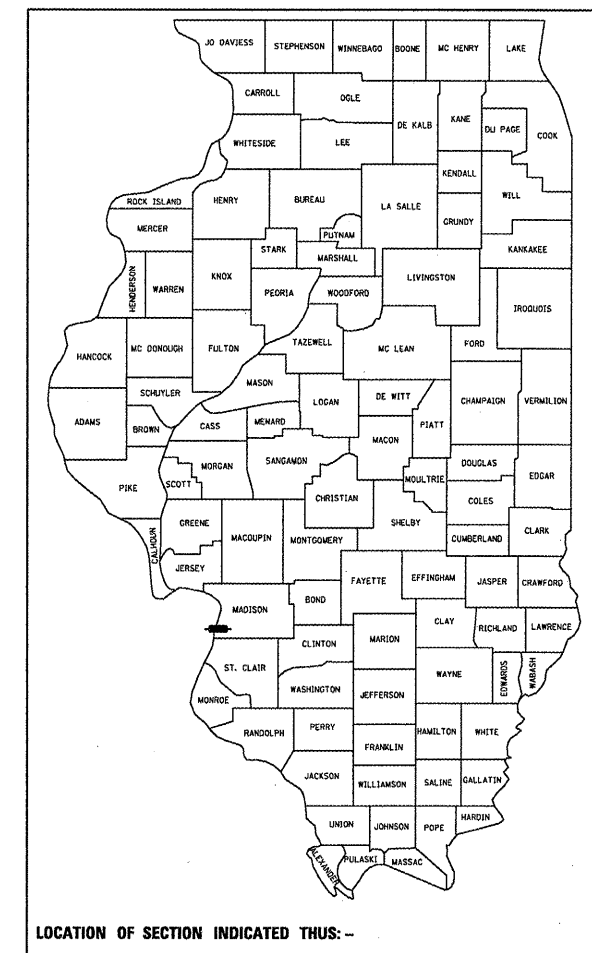 JO DAVIESS STEPHENSON WINNEBAGO BOONE MC HENRY LAKE
CARROLL OGLE DE KALB KANE DU PAGE COOK
WHITESIDE LEE
KENDALL
ROCK ISLAND HENRY BUREAU LA SALLE GRUNDY WILL
MERCER PUTNAM
STARK MARSHALL KANKAKEE
HENDERSON WARREN KNOX PEORIA WOODFORD LIVINGSTON IROQUOIS
HANCOCK MC DONOUGH FULTON TAZEWELL MC LEAN FORD
MASON
SCHUYLER LOGAN DE WITT CHAMPAIGN VERMILION
ADAMS BROWN CASS MENARD MACON PIATT
SANGAMON DOUGLAS
PIKE SCOTT MORGAN MOULTRIE EDGAR
CHRISTIAN COLES
CALHOUN GREENE MACOUPIN MONTGOMERY SHELBY CUMBERLAND CLARK
JERSEY FAYETTE EFFINGHAM JASPER CRAWFORD
MADISON BOND CLAY
RICHLAND LAWRENCE
CLINTON MARION
ST. CLAIR WAYNE EDWARDS WABASH
MONROE WASHINGTON JEFFERSON
RANDOLPH PERRY HAMILTON WHITE
FRANKLIN
JACKSON WILLIAMSON SALINE GALLATIN
UNION JOHNSON POPE HARDIN
ALEXANDER PULASKI MASSAC
LOCATION OF SECTION INDICATED THUS: -